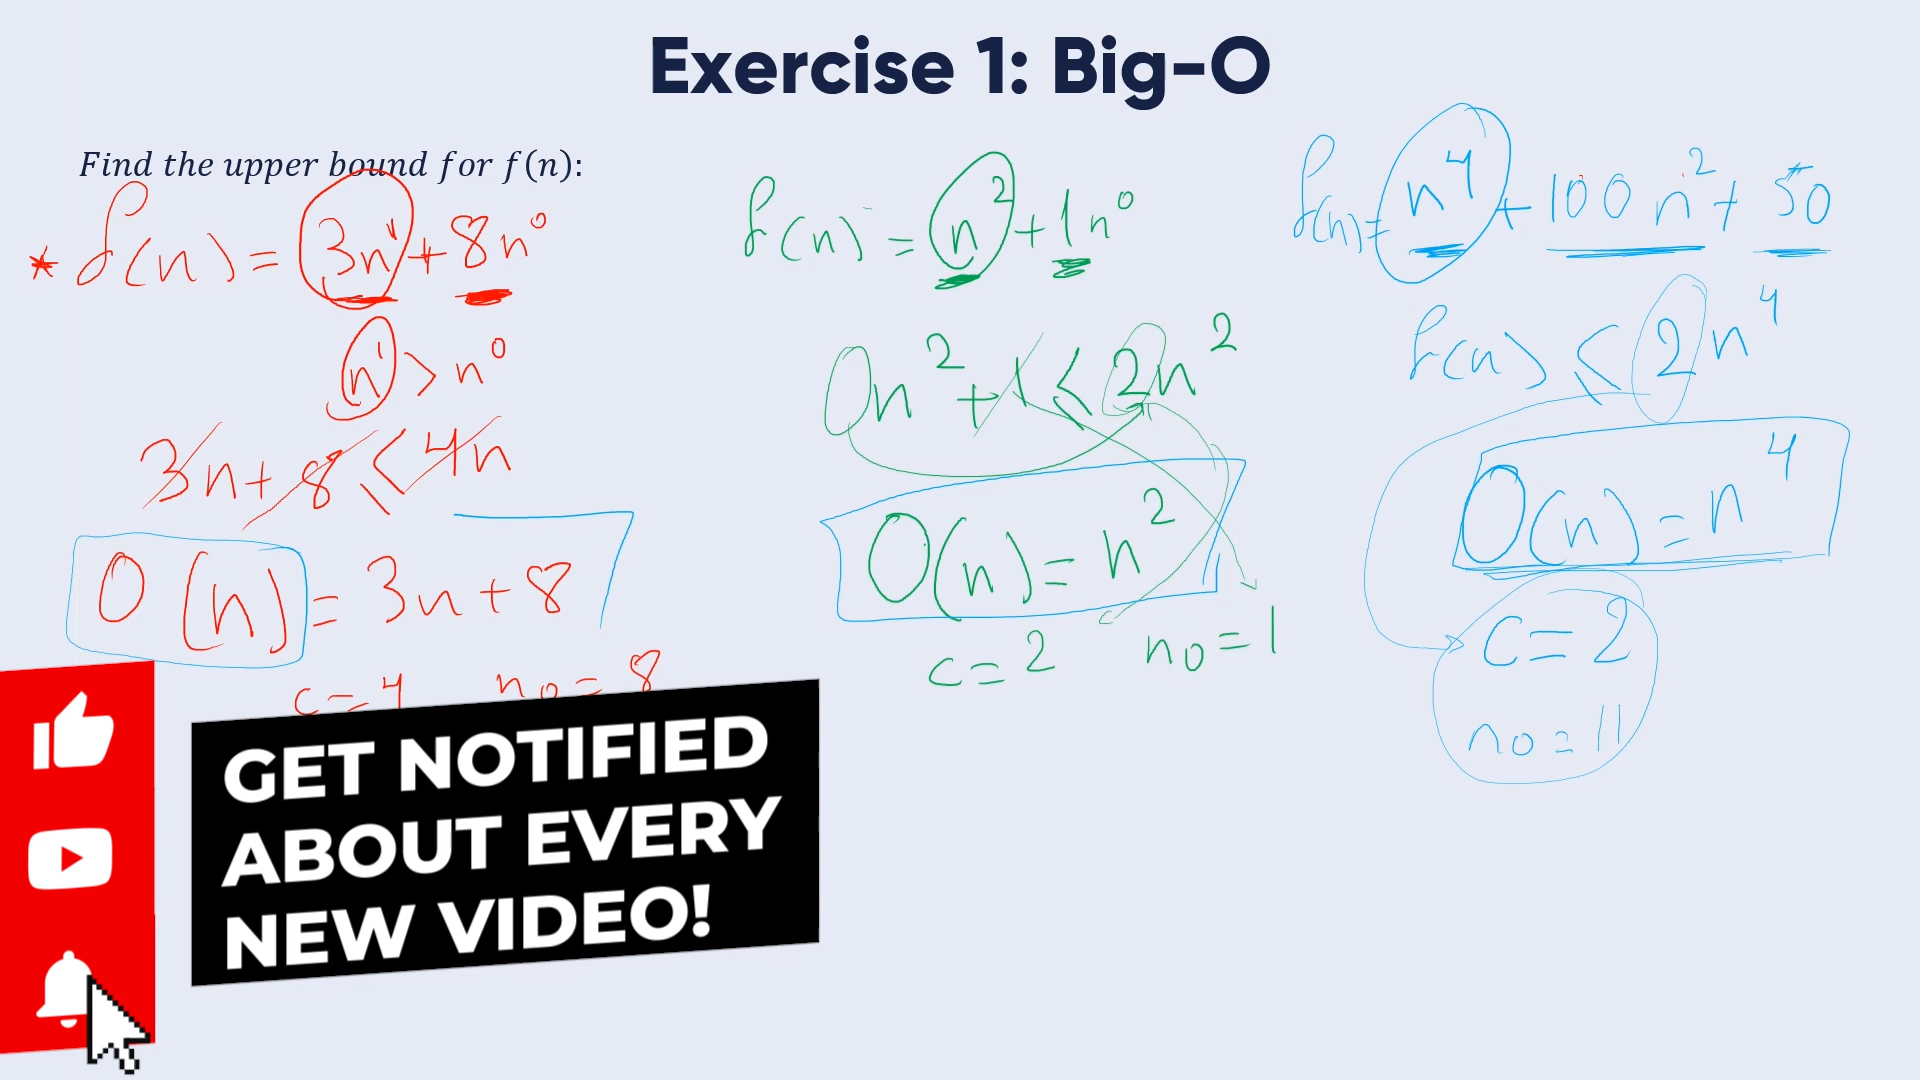 Exercise 1: Big-O
Find the upper bound for f(n):
* f(n) = 3n¹ + 8n⁰
n¹ > n⁰
3n + 8 ≤ 4n
O(n) = 3n + 8
c = 4 n₀ = 8
f(n) = n² + 1n⁰
n² + 1 ≤ 2n²
O(n) = n²
c = 2 n₀ = 1
f(n) = n⁴ + 100n² + 50
f(n) ≤ 2n⁴
O(n) = n⁴
c = 2
n₀ = 11
GET NOTIFIED
ABOUT EVERY
NEW VIDEO!